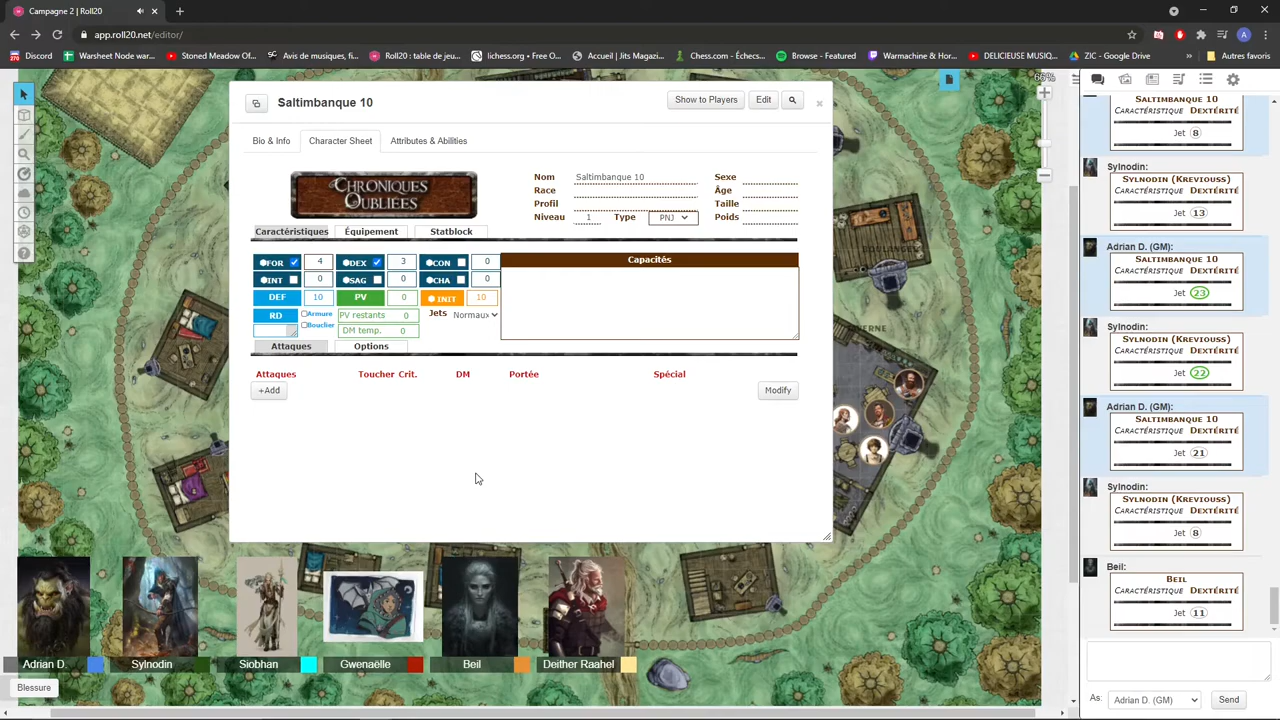 Campagne 2 | Roll20
app.roll20.net/editor/
Discord
Warsheet Node war...
Stoned Meadow Of...
Avis de musiques, fi...
Roll20 : table de jeu...
lichess.org • Free O...
Accueil | Jits Magazi...
Chess.com - Échecs...
Browse - Featured
Warmachine & Hor...
DELICIEUSE MUSIQ...
ZIC - Google Drive
Autres favoris
66%
Saltimbanque 10
Show to Players
Edit
Bio & Info
Character Sheet
Attributes & Abilities
CHRONIQUES
OUBLIÉES
Nom Saltimbanque 10 Sexe
Race Âge
Profil Taille
Niveau 1 Type PNJ Poids
Caractéristiques Équipement Statblock
FOR 4 DEX 3 CON 0 Capacités
INT 0 SAG 0 CHA 0
DEF 10 PV 0 INIT 10
RD Armure PV restants 0 Jets Normaux
Bouclier DM temp. 0
Attaques Options
Attaques Toucher Crit. DM Portée Spécial
+Add Modify
Adrian D.
Sylnodin
Siobhan
Gwenaëlle
Beil
Deither Raahel
Blessure
SALTIMBANQUE 10
CARACTÉRISTIQUE DEXTÉRITÉ
Jet 8
Sylnodin:
SYLNODIN (KREVIOUSS)
CARACTÉRISTIQUE DEXTÉRITÉ
Jet 13
Adrian D. (GM):
SALTIMBANQUE 10
CARACTÉRISTIQUE DEXTÉRITÉ
Jet 23
Sylnodin:
SYLNODIN (KREVIOUSS)
CARACTÉRISTIQUE DEXTÉRITÉ
Jet 22
Adrian D. (GM):
SALTIMBANQUE 10
CARACTÉRISTIQUE DEXTÉRITÉ
Jet 21
Sylnodin:
SYLNODIN (KREVIOUSS)
CARACTÉRISTIQUE DEXTÉRITÉ
Jet 8
Beil:
BEIL
CARACTÉRISTIQUE DEXTÉRITÉ
Jet 11
As: Adrian D. (GM) Send